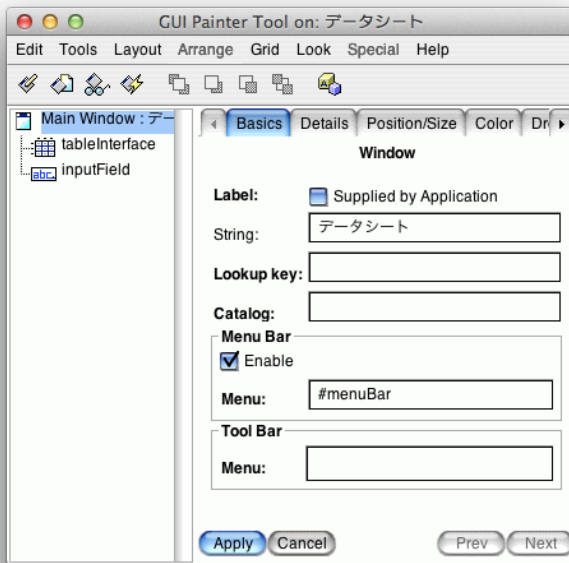 GUI Painter Tool on: データシート
Edit Tools Layout Arrange Grid Look Special Help
Main Window : デー
tableInterface
abc
inputField
Basics Details Position/Size Color Dr
Window
Label: Supplied by Application
String: データシート
Lookup key:
Catalog:
Menu Bar
Enable
Menu: #menuBar
Tool Bar
Menu:
Apply Cancel Prev Next